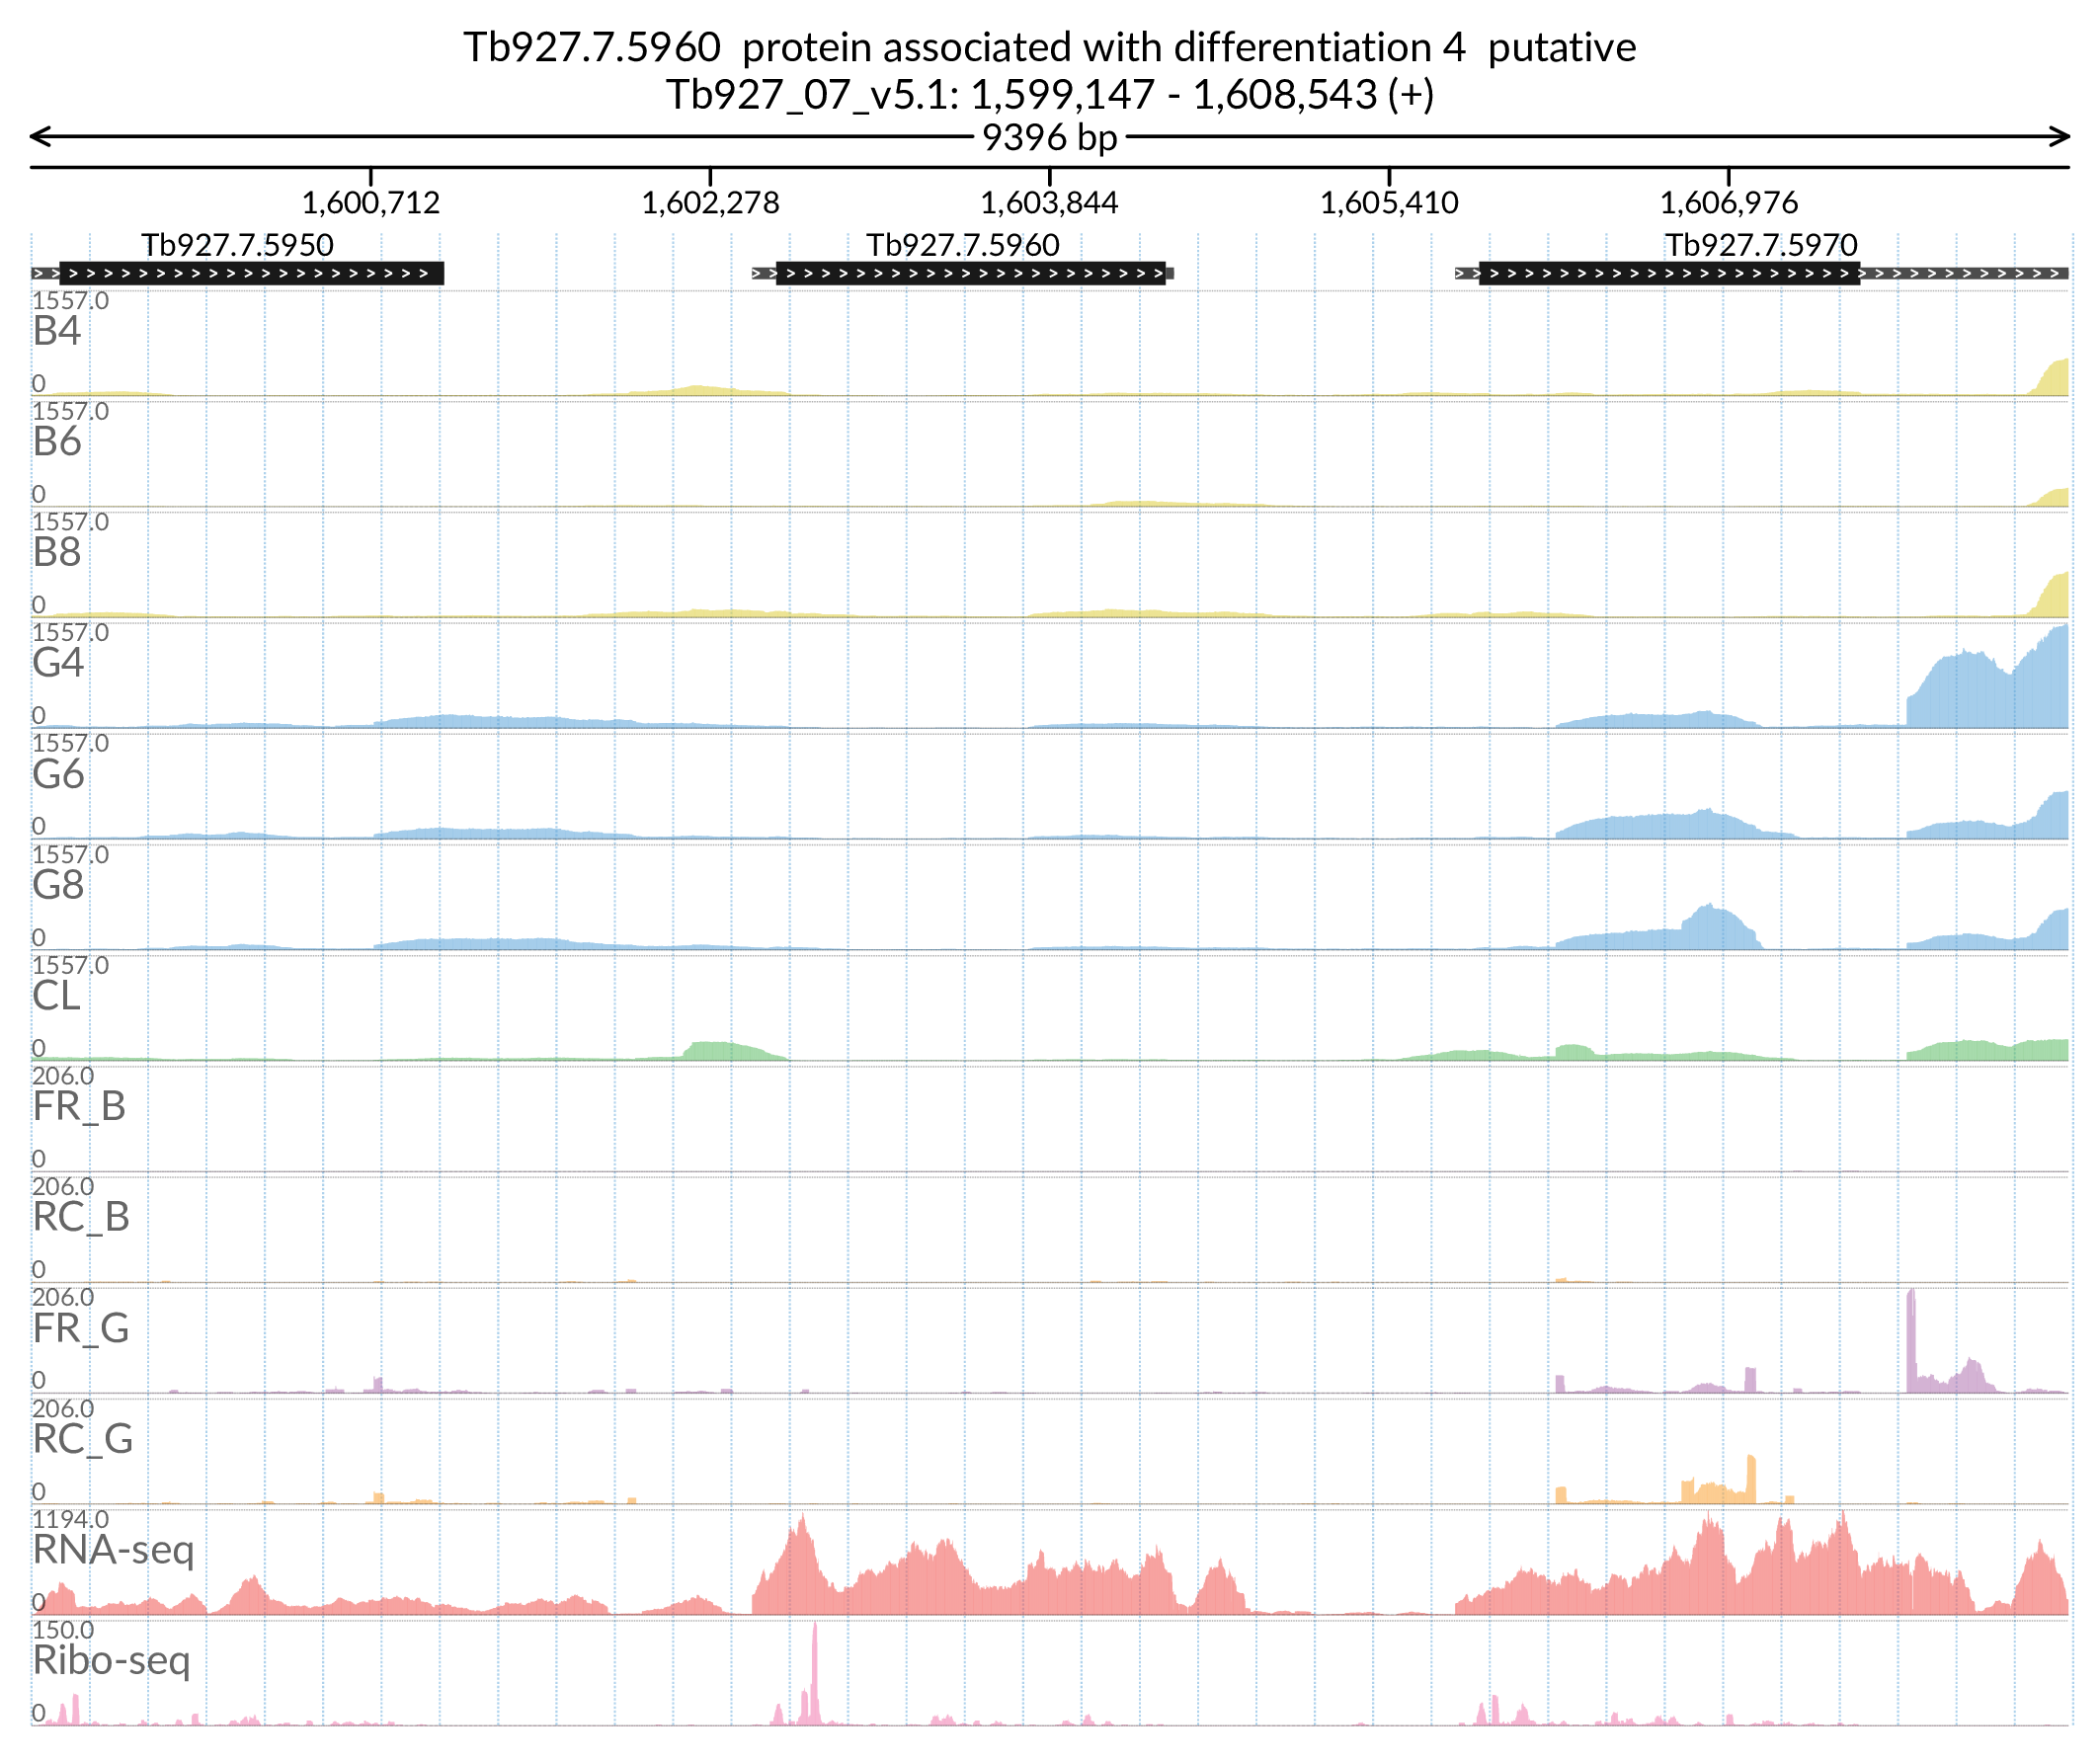 Tb927.7.5960  protein associated with differentiation 4  putative
Tb927_07_v5.1: 1,599,147 - 1,608,543 (+)
9396 bp
1,600,712 1,602,278 1,603,844 1,605,410 1,606,976
Tb927.7.5950 Tb927.7.5960 Tb927.7.5970
1557.0
B4
0
1557.0
B6
0
1557.0
B8
0
1557.0
G4
0
1557.0
G6
0
1557.0
G8
0
1557.0
CL
0
206.0
FR_B
0
206.0
RC_B
0
206.0
FR_G
0
206.0
RC_G
0
1194.0
RNA-seq
0
150.0
Ribo-seq
0